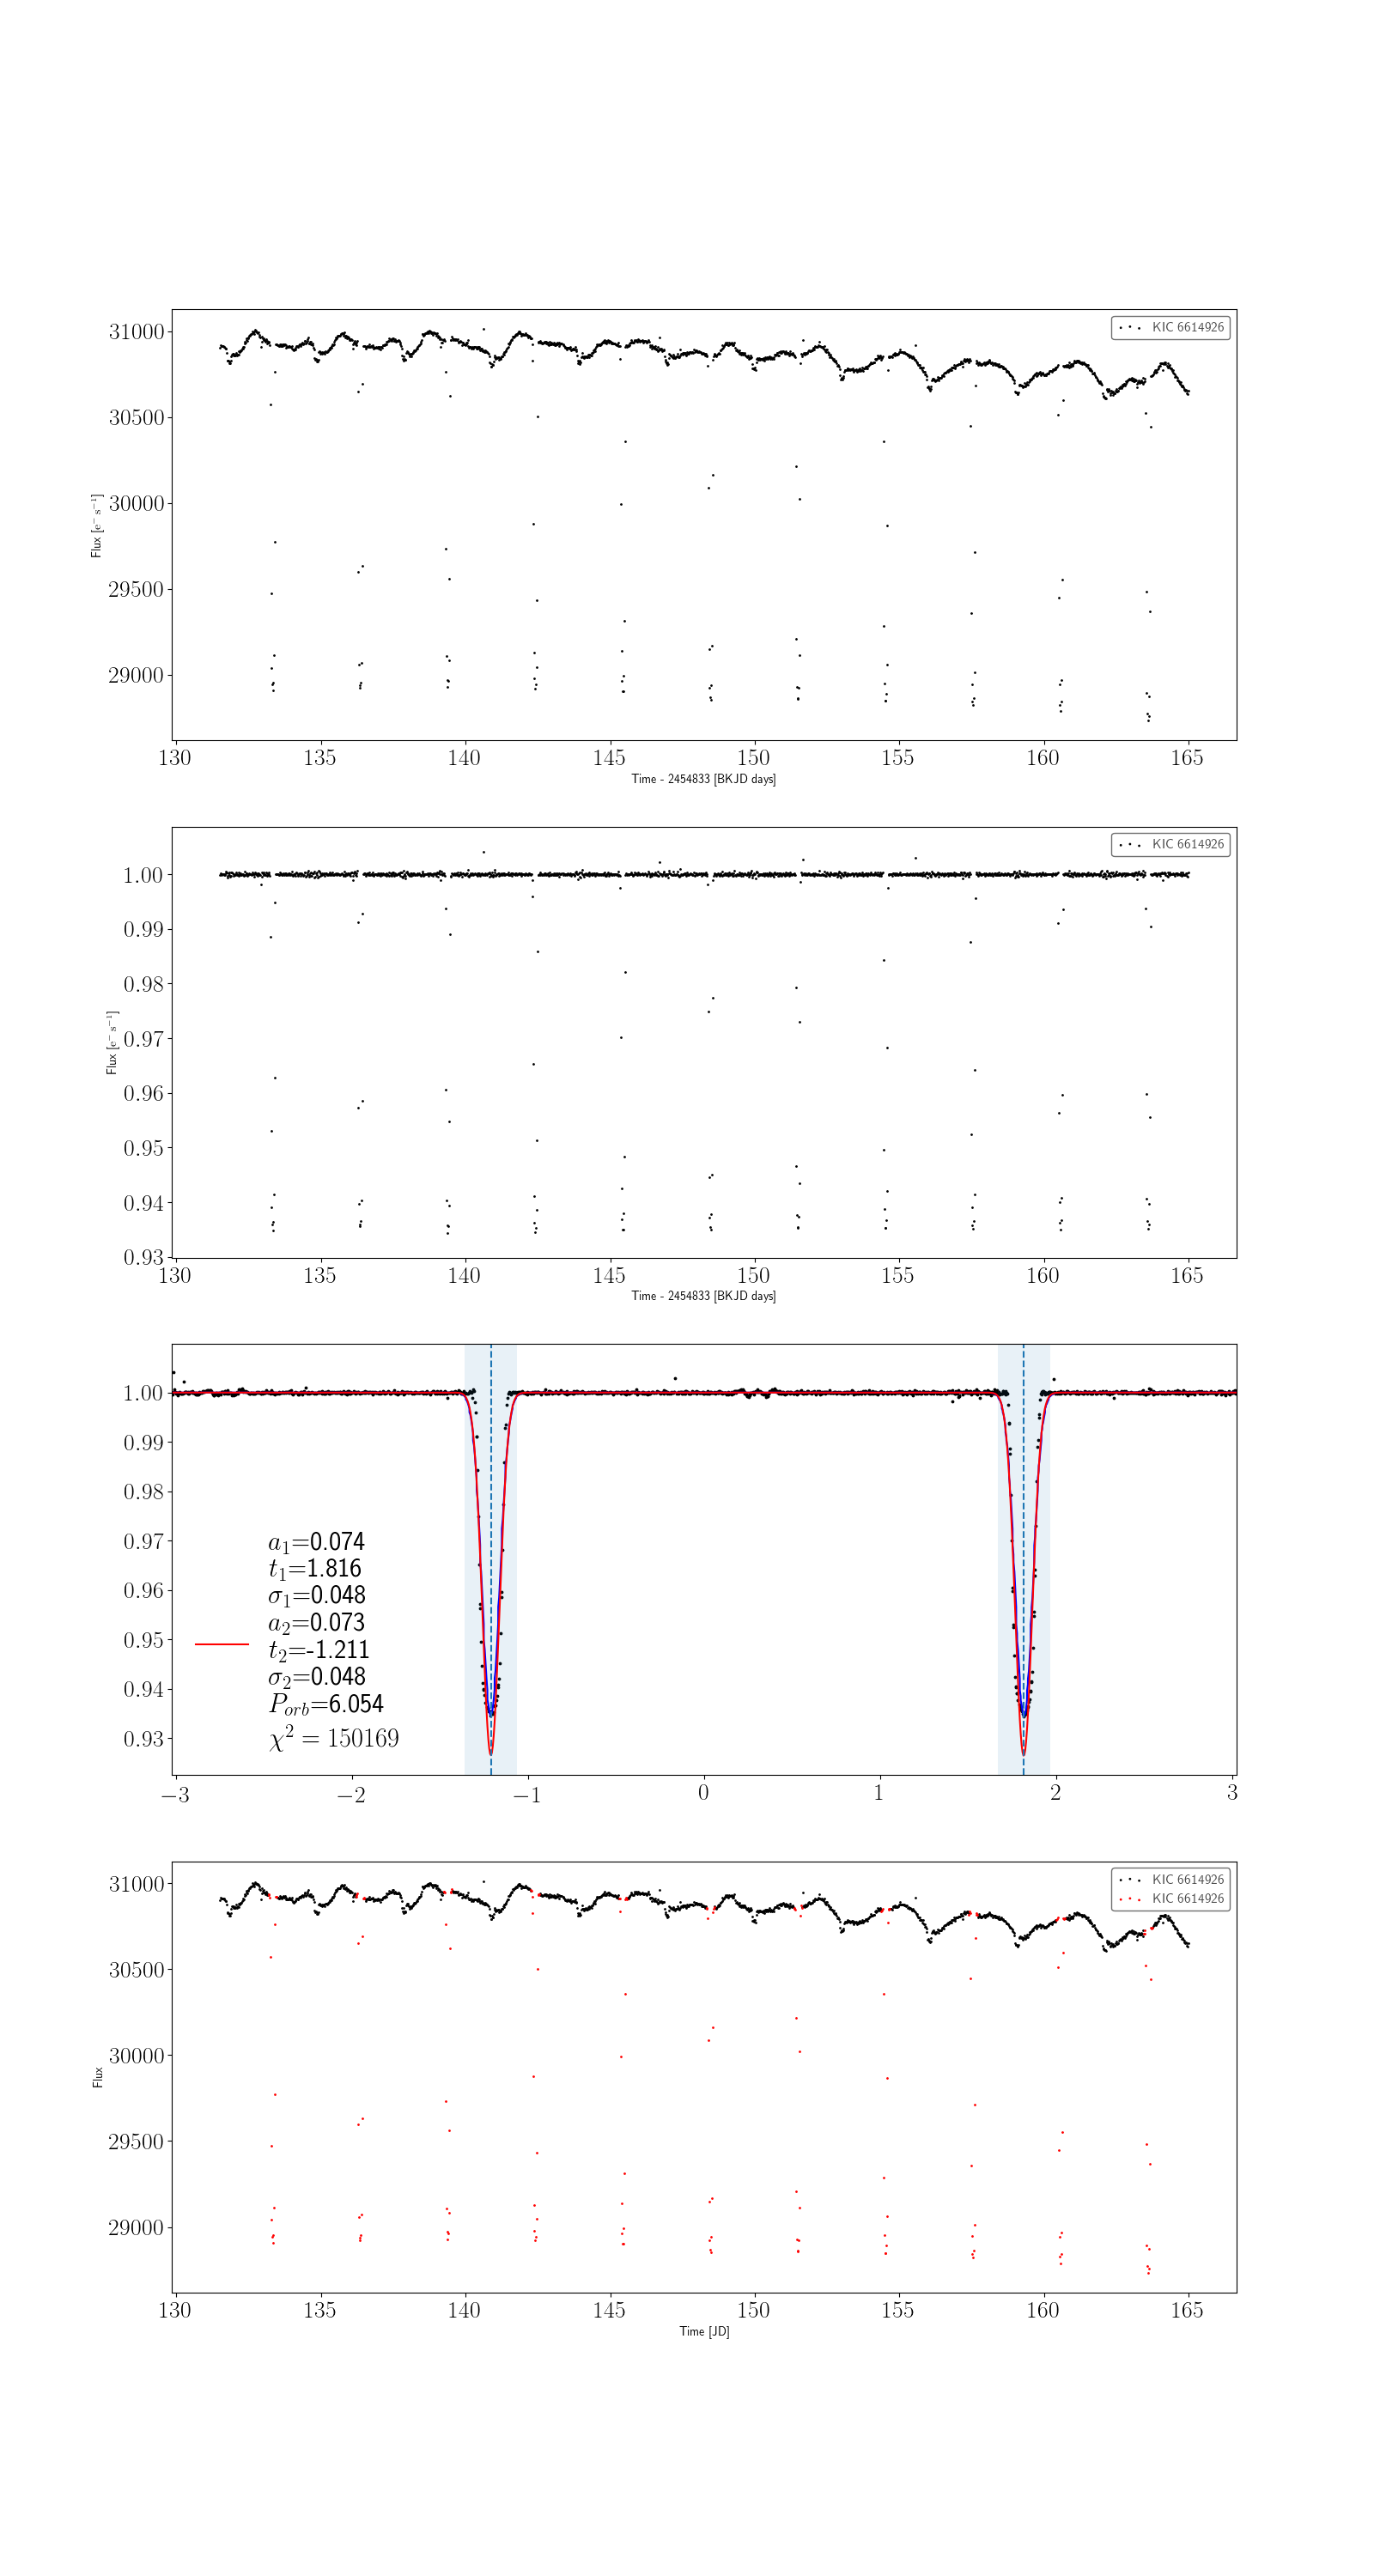 31000
30500
30000
29500
29000
Flux [e⁻ s⁻¹]
KIC 6614926
130 135 140 145 150 155 160 165
Time - 2454833 [BKJD days]
1.00
0.99
0.98
0.97
0.96
0.95
0.94
0.93
Flux [e⁻ s⁻¹]
KIC 6614926
130 135 140 145 150 155 160 165
Time - 2454833 [BKJD days]
1.00
0.99
0.98
0.97
0.96
0.95
0.94
0.93
a₁=0.074
t₁=1.816
σ₁=0.048
a₂=0.073
t₂=-1.211
σ₂=0.048
P_orb=6.054
χ² = 150169
−3 −2 −1 0 1 2 3
31000
30500
30000
29500
29000
Flux
KIC 6614926
KIC 6614926
130 135 140 145 150 155 160 165
Time [JD]